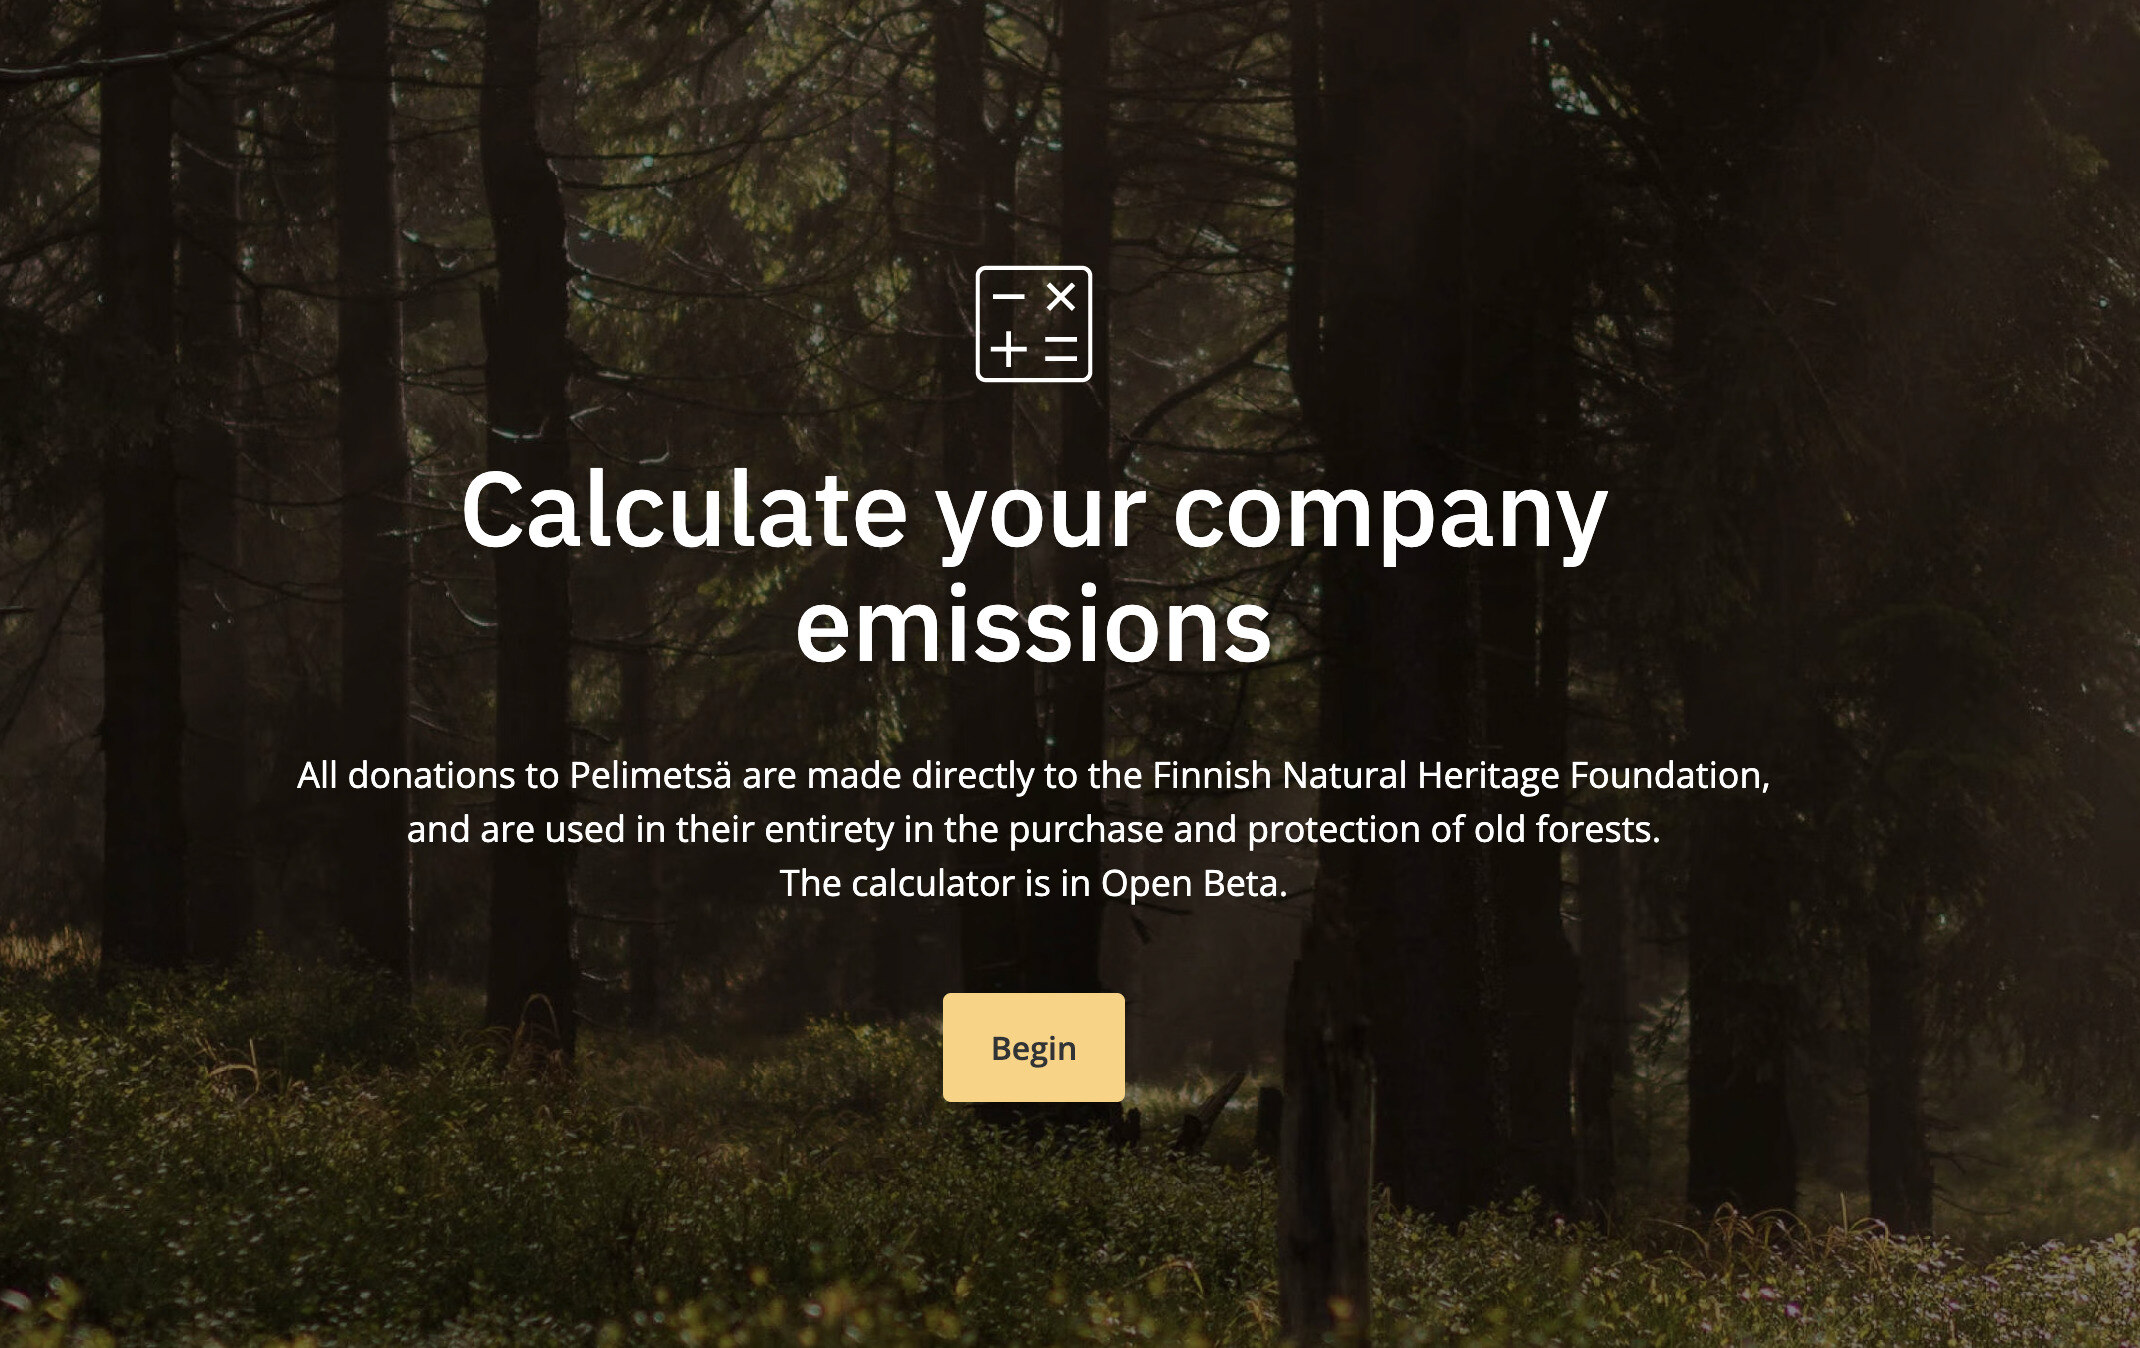 Calculate your company
emissions
All donations to Pelimetsä are made directly to the Finnish Natural Heritage Foundation,
and are used in their entirety in the purchase and protection of old forests.
The calculator is in Open Beta.
Begin